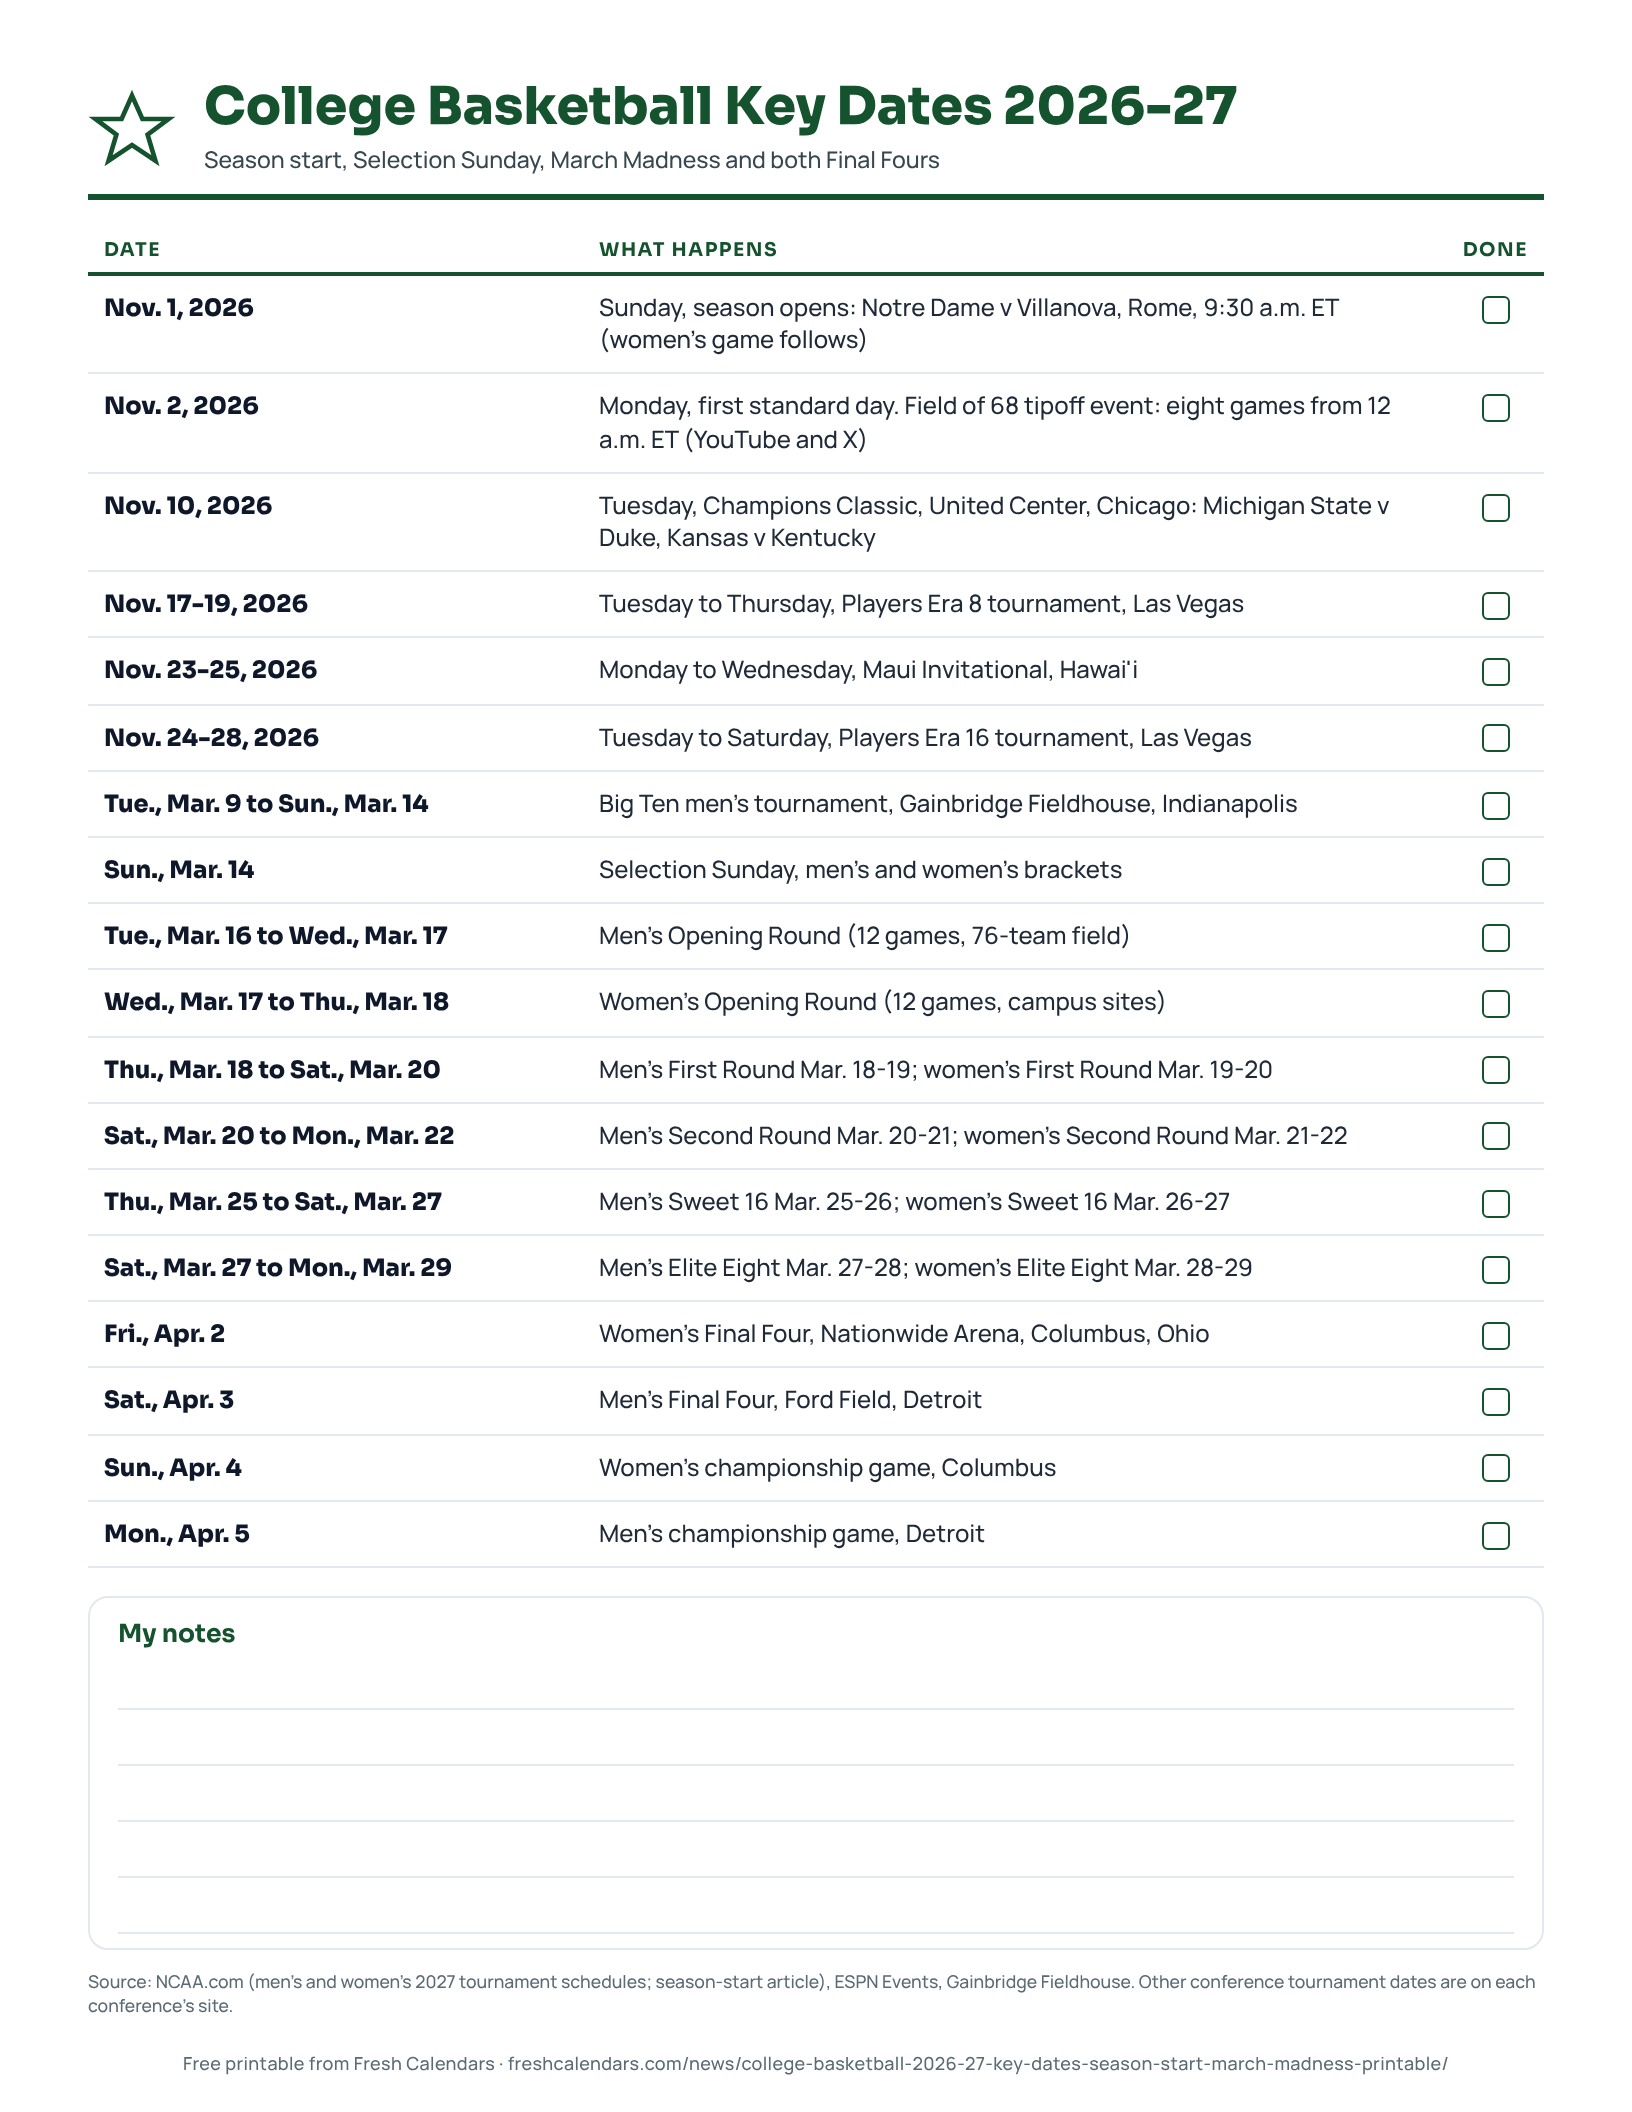 College Basketball Key Dates 2026–27
Season start, Selection Sunday, March Madness and both Final Fours
DATE WHAT HAPPENS DONE
Nov. 1, 2026 Sunday, season opens: Notre Dame v Villanova, Rome, 9:30 a.m. ET
(women’s game follows)
Nov. 2, 2026 Monday, first standard day. Field of 68 tipoff event: eight games from 12
a.m. ET (YouTube and X)
Nov. 10, 2026 Tuesday, Champions Classic, United Center, Chicago: Michigan State v
Duke, Kansas v Kentucky
Nov. 17–19, 2026 Tuesday to Thursday, Players Era 8 tournament, Las Vegas
Nov. 23–25, 2026 Monday to Wednesday, Maui Invitational, Hawai'i
Nov. 24–28, 2026 Tuesday to Saturday, Players Era 16 tournament, Las Vegas
Tue., Mar. 9 to Sun., Mar. 14 Big Ten men’s tournament, Gainbridge Fieldhouse, Indianapolis
Sun., Mar. 14 Selection Sunday, men’s and women’s brackets
Tue., Mar. 16 to Wed., Mar. 17 Men’s Opening Round (12 games, 76-team field)
Wed., Mar. 17 to Thu., Mar. 18 Women’s Opening Round (12 games, campus sites)
Thu., Mar. 18 to Sat., Mar. 20 Men’s First Round Mar. 18-19; women’s First Round Mar. 19-20
Sat., Mar. 20 to Mon., Mar. 22 Men’s Second Round Mar. 20-21; women’s Second Round Mar. 21-22
Thu., Mar. 25 to Sat., Mar. 27 Men’s Sweet 16 Mar. 25-26; women’s Sweet 16 Mar. 26-27
Sat., Mar. 27 to Mon., Mar. 29 Men’s Elite Eight Mar. 27-28; women’s Elite Eight Mar. 28-29
Fri., Apr. 2 Women’s Final Four, Nationwide Arena, Columbus, Ohio
Sat., Apr. 3 Men’s Final Four, Ford Field, Detroit
Sun., Apr. 4 Women’s championship game, Columbus
Mon., Apr. 5 Men’s championship game, Detroit
My notes
Source: NCAA.com (men’s and women’s 2027 tournament schedules; season-start article), ESPN Events, Gainbridge Fieldhouse. Other conference tournament dates are on each
conference’s site.
Free printable from Fresh Calendars · freshcalendars.com/news/college-basketball-2026-27-key-dates-season-start-march-madness-printable/